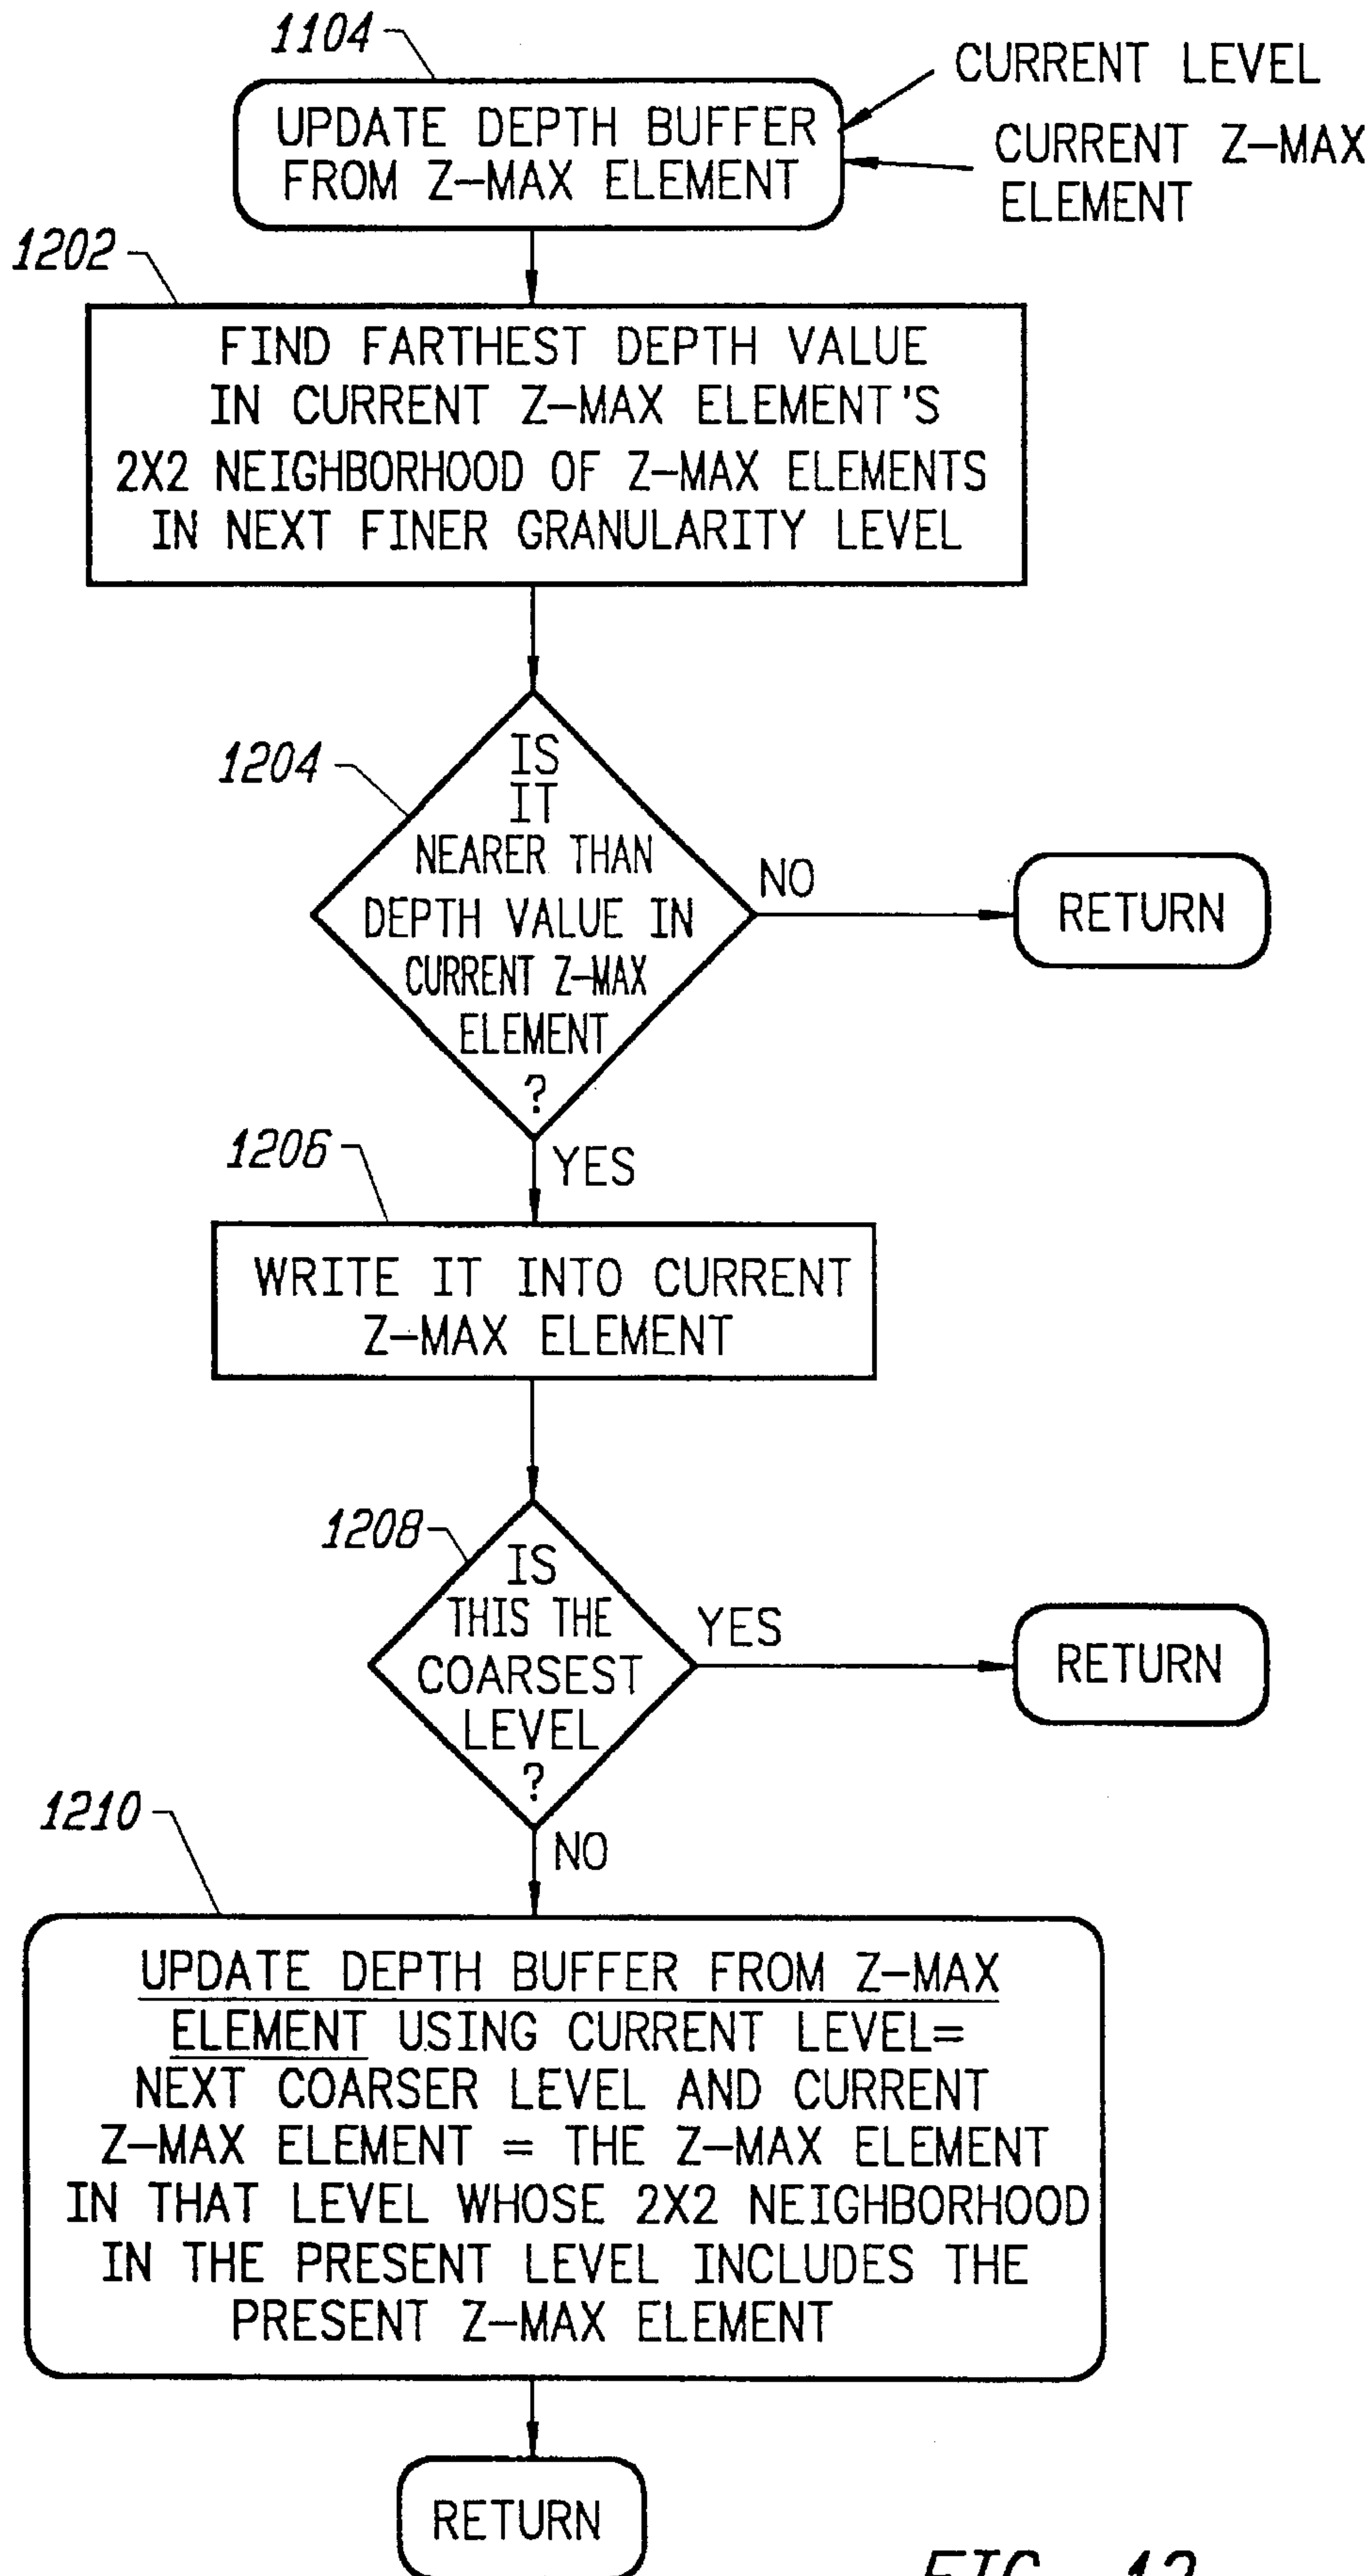 1104
CURRENT LEVEL
UPDATE DEPTH BUFFER
FROM Z-MAX ELEMENT
CURRENT Z-MAX
ELEMENT
1202
FIND FARTHEST DEPTH VALUE
IN CURRENT Z-MAX ELEMENT'S
2X2 NEIGHBORHOOD OF Z-MAX ELEMENTS
IN NEXT FINER GRANULARITY LEVEL
1204
IS
IT
NEARER THAN
DEPTH VALUE IN
CURRENT Z-MAX
ELEMENT
?
NO
RETURN
YES
1206
WRITE IT INTO CURRENT
Z-MAX ELEMENT
1208
IS
THIS THE
COARSEST
LEVEL
?
YES
RETURN
NO
1210
UPDATE DEPTH BUFFER FROM Z-MAX
ELEMENT USING CURRENT LEVEL=
NEXT COARSER LEVEL AND CURRENT
Z-MAX ELEMENT = THE Z-MAX ELEMENT
IN THAT LEVEL WHOSE 2X2 NEIGHBORHOOD
IN THE PRESENT LEVEL INCLUDES THE
PRESENT Z-MAX ELEMENT
RETURN
FIG. 12